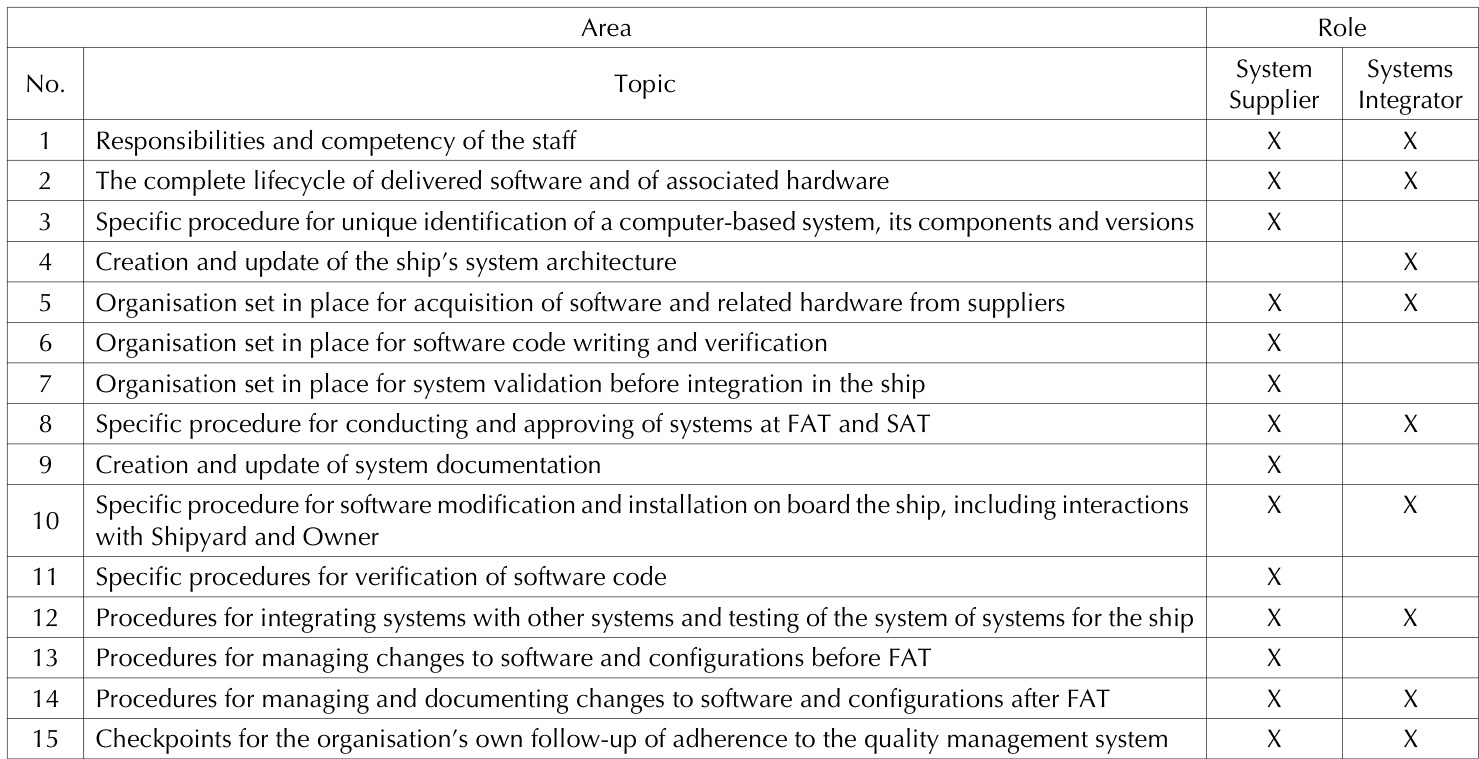 Area Role
No. Topic System Supplier Systems Integrator
1 Responsibilities and competency of the staff X X
2 The complete lifecycle of delivered software and of associated hardware X X
3 Specific procedure for unique identification of a computer-based system, its components and versions X
4 Creation and update of the ship’s system architecture X
5 Organisation set in place for acquisition of software and related hardware from suppliers X X
6 Organisation set in place for software code writing and verification X
7 Organisation set in place for system validation before integration in the ship X
8 Specific procedure for conducting and approving of systems at FAT and SAT X X
9 Creation and update of system documentation X
10 Specific procedure for software modification and installation on board the ship, including interactions X X
with Shipyard and Owner
11 Specific procedures for verification of software code X
12 Procedures for integrating systems with other systems and testing of the system of systems for the ship X X
13 Procedures for managing changes to software and configurations before FAT X
14 Procedures for managing and documenting changes to software and configurations after FAT X X
15 Checkpoints for the organisation’s own follow-up of adherence to the quality management system X X